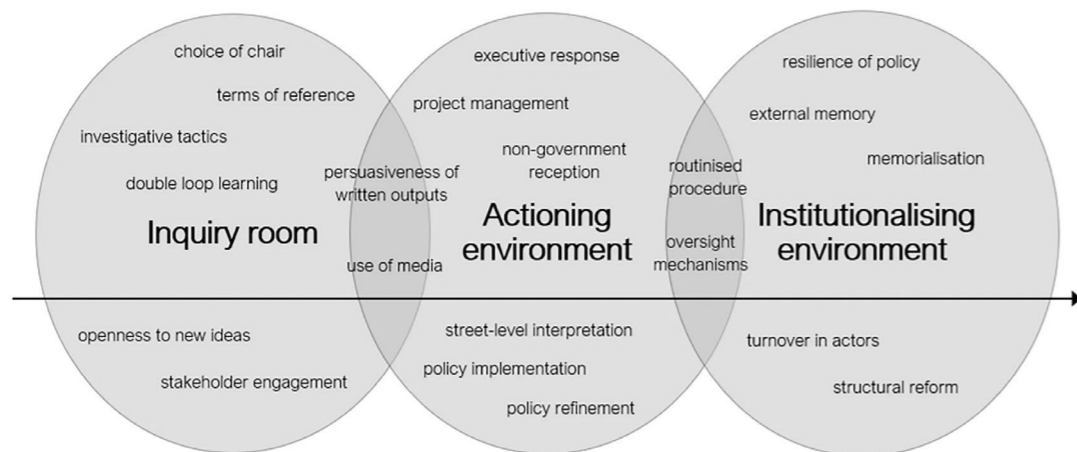 choice of chair
terms of reference
investigative tactics
double loop learning
Inquiry room
openness to new ideas
stakeholder engagement
persuasiveness of
written outputs
use of media
executive response
project management
non-government
reception
Actioning
environment
street-level interpretation
policy implementation
policy refinement
routinised
procedure
oversight
mechanisms
resilience of policy
external memory
memorialisation
Institutionalising
environment
turnover in actors
structural reform